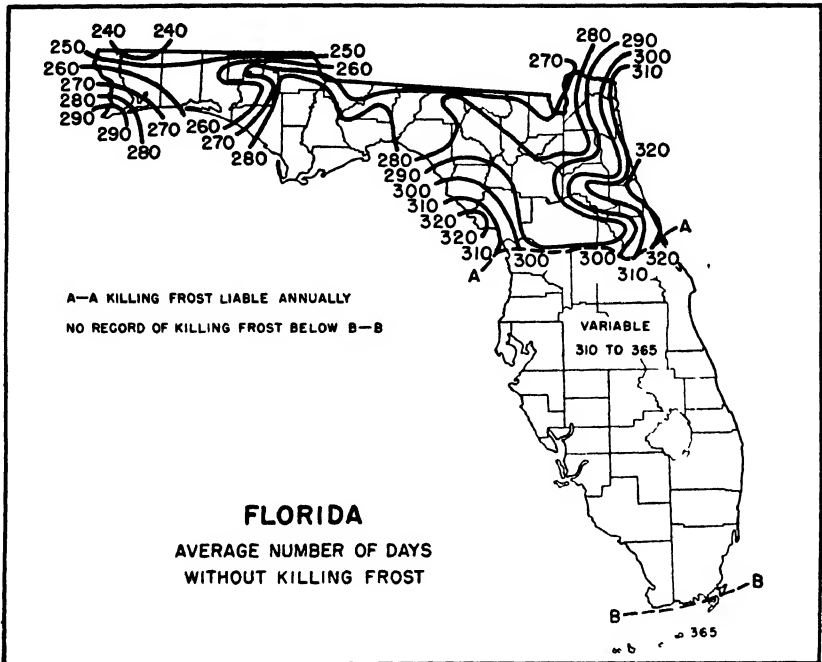 240 240
250
260
270
280
290
290
280
270
260
270
280
250
260
280
290
300
310
320
320
310
A
300
300
310
320
A
320
270
280
290
300
310
A—A KILLING FROST LIABLE ANNUALLY
NO RECORD OF KILLING FROST BELOW B—B
VARIABLE
310 TO 365
FLORIDA
AVERAGE NUMBER OF DAYS
WITHOUT KILLING FROST
B
B
365